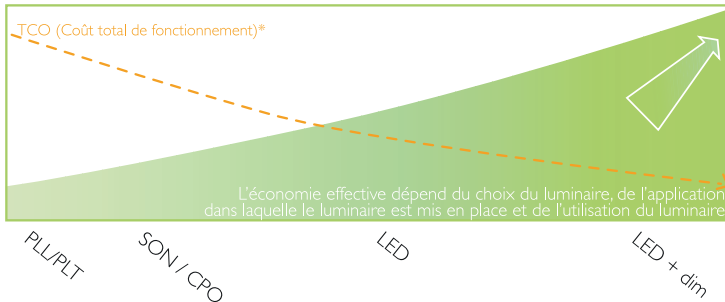 TCO (Coût total de fonctionnement)*
L'économie effective dépend du choix du luminaire, de l'application
dans laquelle le luminaire est mis en place et de l'utilisation du luminaire
PLL/PLT
SON / CPO
LED
LED + dim